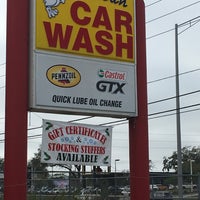 CAR
WASH
PENNZOIL
Castrol
GTX
QUICK LUBE OIL CHANGE
GIFT CERTIFICATES
STOCKING STUFFERS
AVAILABLE